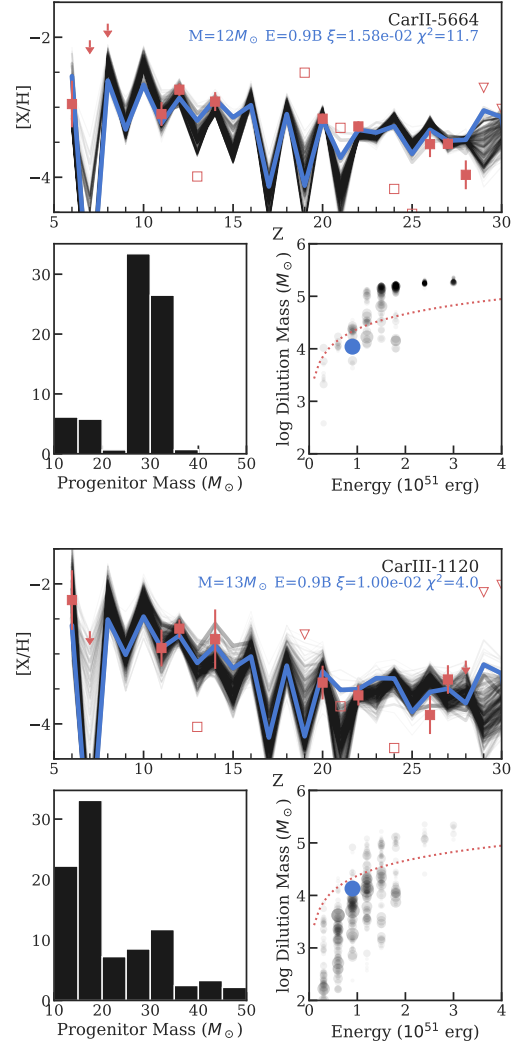 CarII-5664
M=12M⊙ E=0.9B ξ=1.58e-02 χ²=11.7
[X/H]
−2
−4
5 10 15 20 25 30
Z
30
20
10
0
10 20 30 40 50
Progenitor Mass (M⊙)
log Dilution Mass (M⊙)
6
5
4
3
2
0 1 2 3 4
Energy (10⁵¹ erg)
CarIII-1120
M=13M⊙ E=0.9B ξ=1.00e-02 χ²=4.0
[X/H]
−2
−4
5 10 15 20 25 30
Z
30
20
10
0
10 20 30 40 50
Progenitor Mass (M⊙)
log Dilution Mass (M⊙)
6
5
4
3
2
0 1 2 3 4
Energy (10⁵¹ erg)